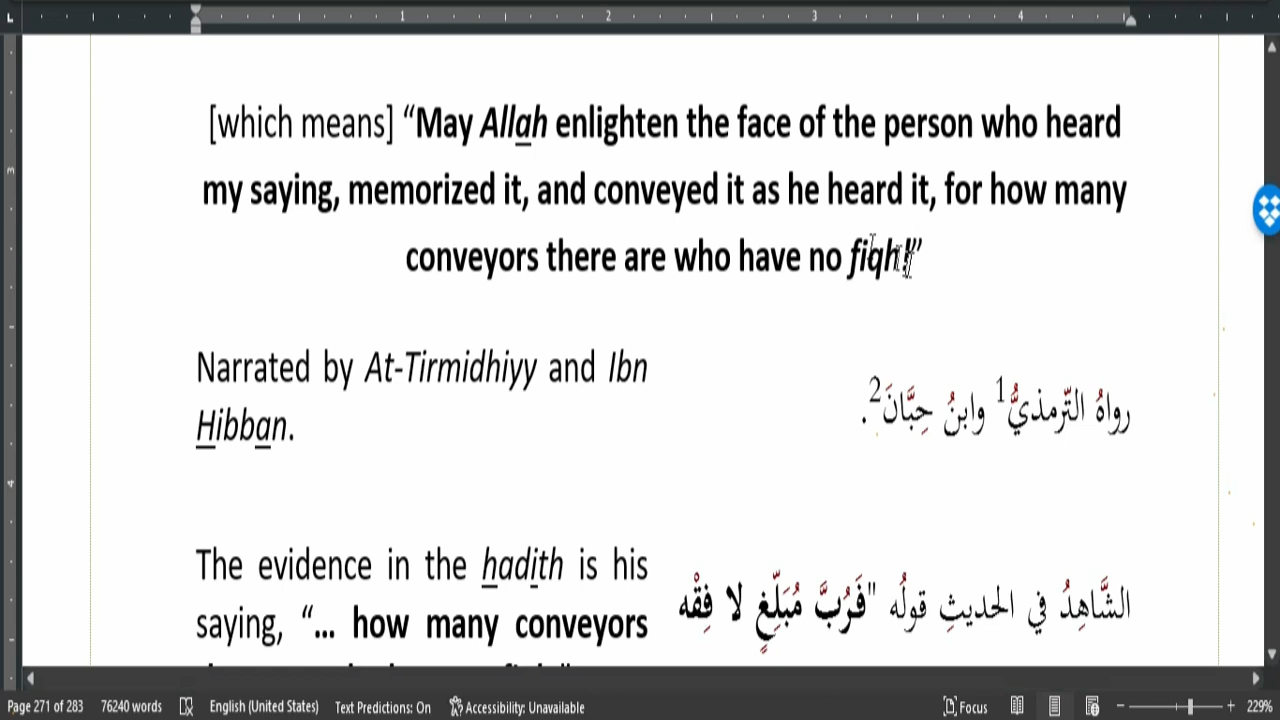 1 2 3 4
[which means] “May Allah enlighten the face of the person who heard
my saying, memorized it, and conveyed it as he heard it, for how many
conveyors there are who have no fiqh!”
Narrated by At-Tirmidhiyy and Ibn
Hibban.
رواهُ التّرمذيُّ1 وابنُ حِبَّانَ2.
The evidence in the hadith is his
saying, “... how many conveyors
الشَّاهِدُ في الحديثِ قولُه "فَرُبَّ مُبَلِّغٍ لا فِقْه
Page 271 of 283 76240 words English (United States) Text Predictions: On Accessibility: Unavailable Focus 229%